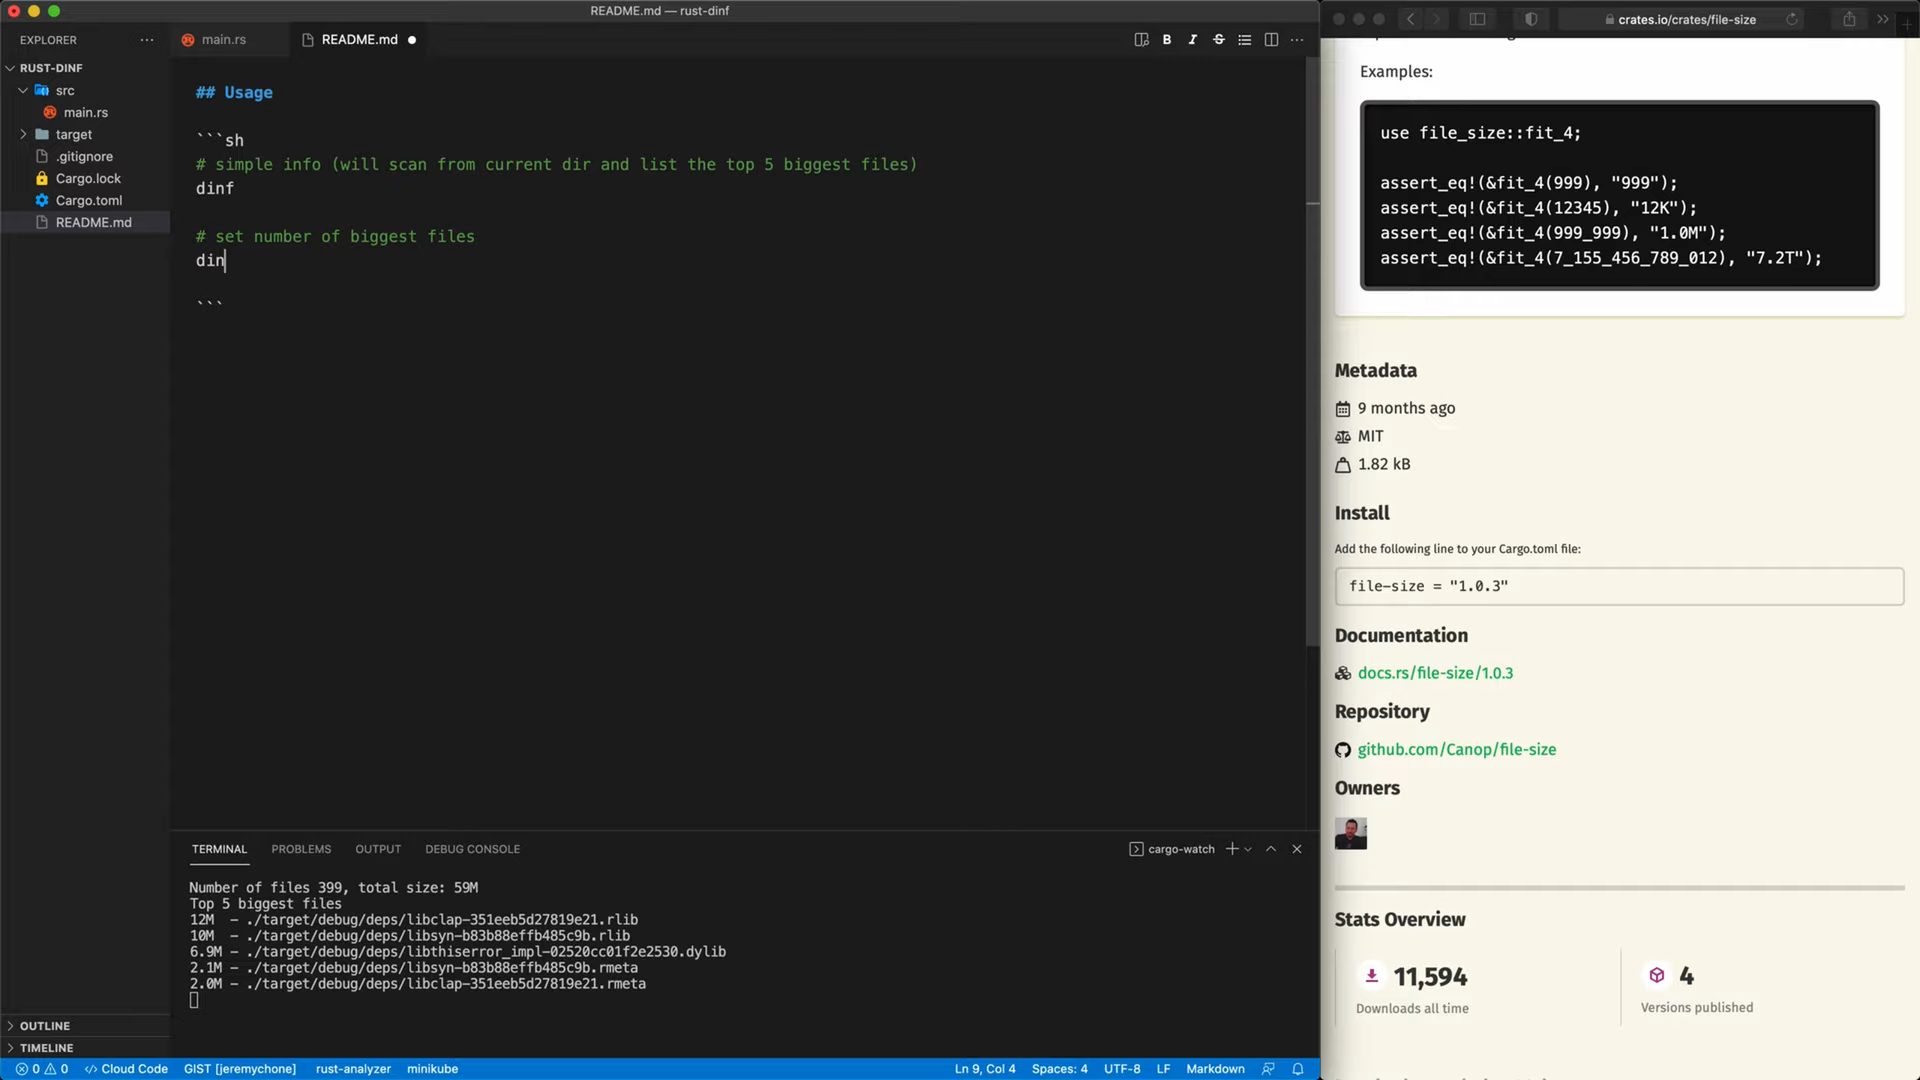 README.md — rust-dinf
EXPLORER
RUST-DINF
src
main.rs
target
.gitignore
Cargo.lock
Cargo.toml
README.md
OUTLINE
TIMELINE
main.rs
README.md
## Usage
```sh
# simple info (will scan from current dir and list the top 5 biggest files)
dinf
# set number of biggest files
din
```
TERMINAL
PROBLEMS
OUTPUT
DEBUG CONSOLE
cargo-watch
Number of files 399, total size: 59M
Top 5 biggest files
12M – ./target/debug/deps/libclap-351eeb5d27819e21.rlib
10M – ./target/debug/deps/libsyn-b83b88effb485c9b.rlib
6.9M – ./target/debug/deps/libthiserror_impl-02520cc01f2e2530.dylib
2.1M – ./target/debug/deps/libsyn-b83b88effb485c9b.rmeta
2.0M – ./target/debug/deps/libclap-351eeb5d27819e21.rmeta
0 0 Cloud Code GIST [jeremychone] rust-analyzer minikube Ln 9, Col 4 Spaces: 4 UTF-8 LF Markdown
crates.io/crates/file-size
Examples:
use file_size::fit_4;
assert_eq!(&fit_4(999), "999");
assert_eq!(&fit_4(12345), "12K");
assert_eq!(&fit_4(999_999), "1.0M");
assert_eq!(&fit_4(7_155_456_789_012), "7.2T");
Metadata
9 months ago
MIT
1.82 kB
Install
Add the following line to your Cargo.toml file:
file-size = "1.0.3"
Documentation
docs.rs/file-size/1.0.3
Repository
github.com/Canop/file-size
Owners
Stats Overview
11,594
Downloads all time
4
Versions published